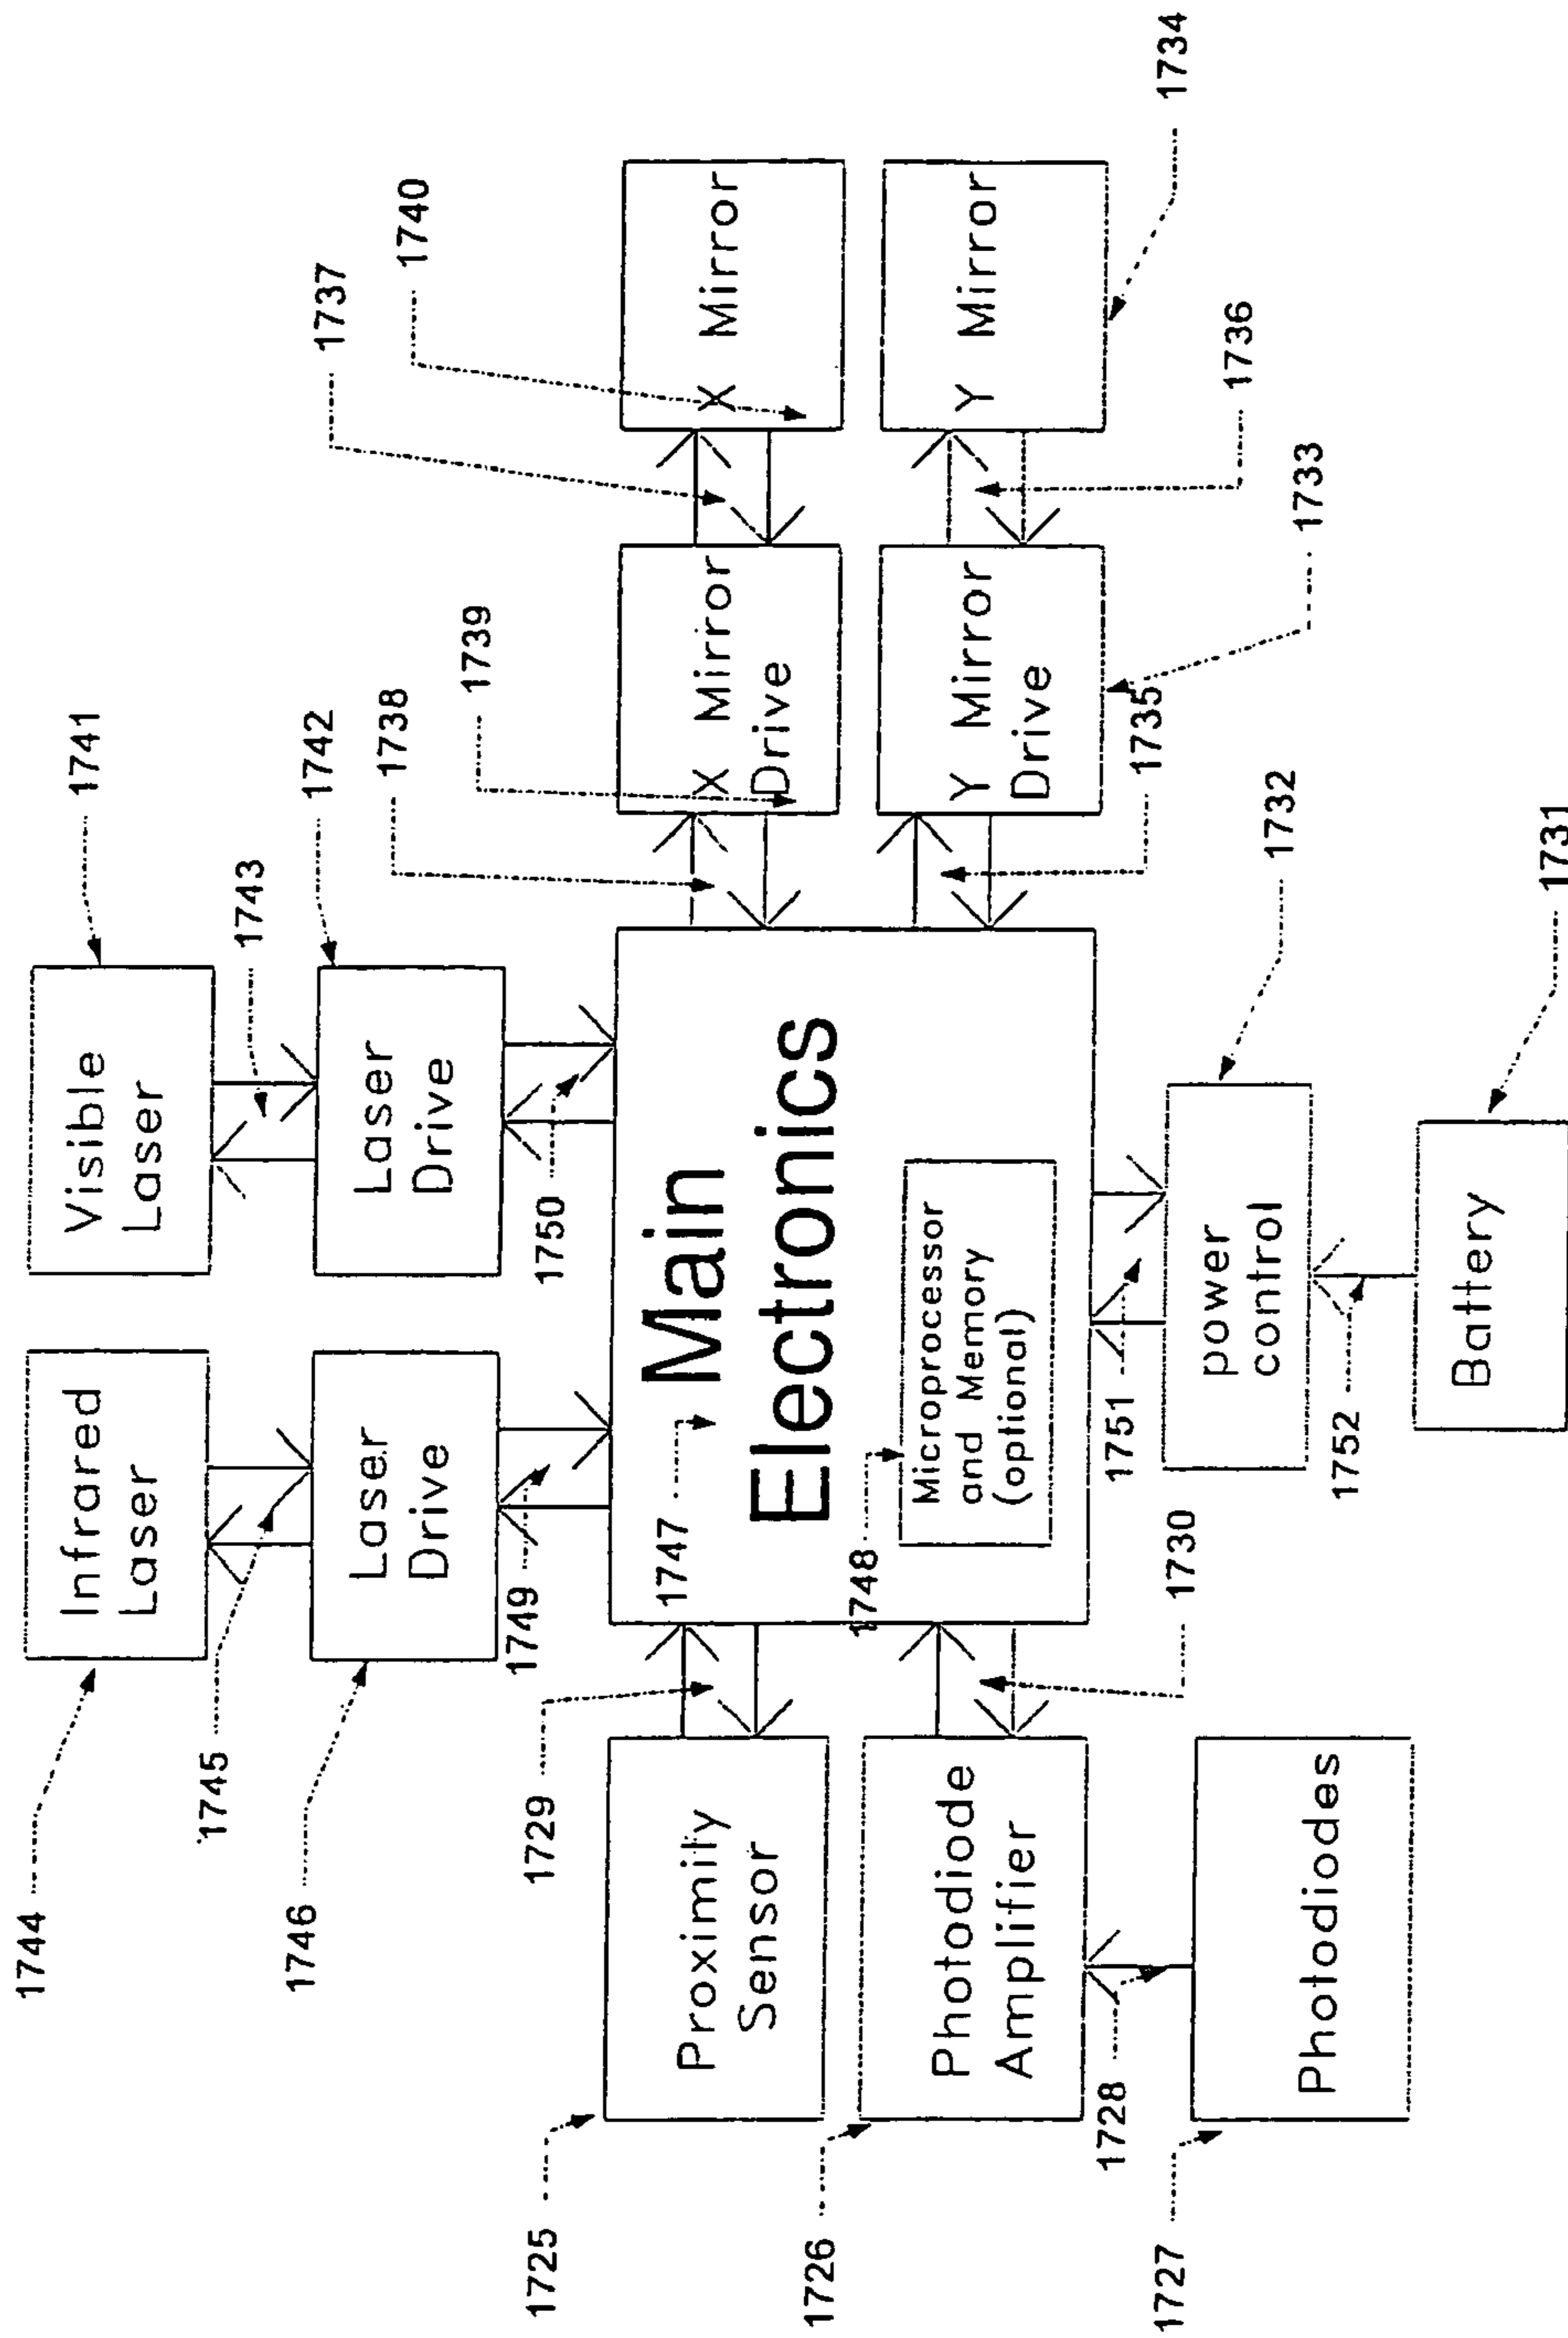 1741
1744
Infrared
Laser
Visible
Laser
1743
1745
1742
1746
Laser
Drive
Laser
Drive
1737
1738
1740
1739
1749
1750
1729
1725
Proximity
Sensor
1747
Main
Electronics
X Mirror
Drive
X Mirror
1726
Photodiode
Amplifier
1748
Microprocessor
and Memory
(optional)
Y Mirror
Drive
Y Mirror
1728
1730
1751
1735
1736
1734
1733
1727
Photodiodes
power
control
1732
1752
Battery
1731